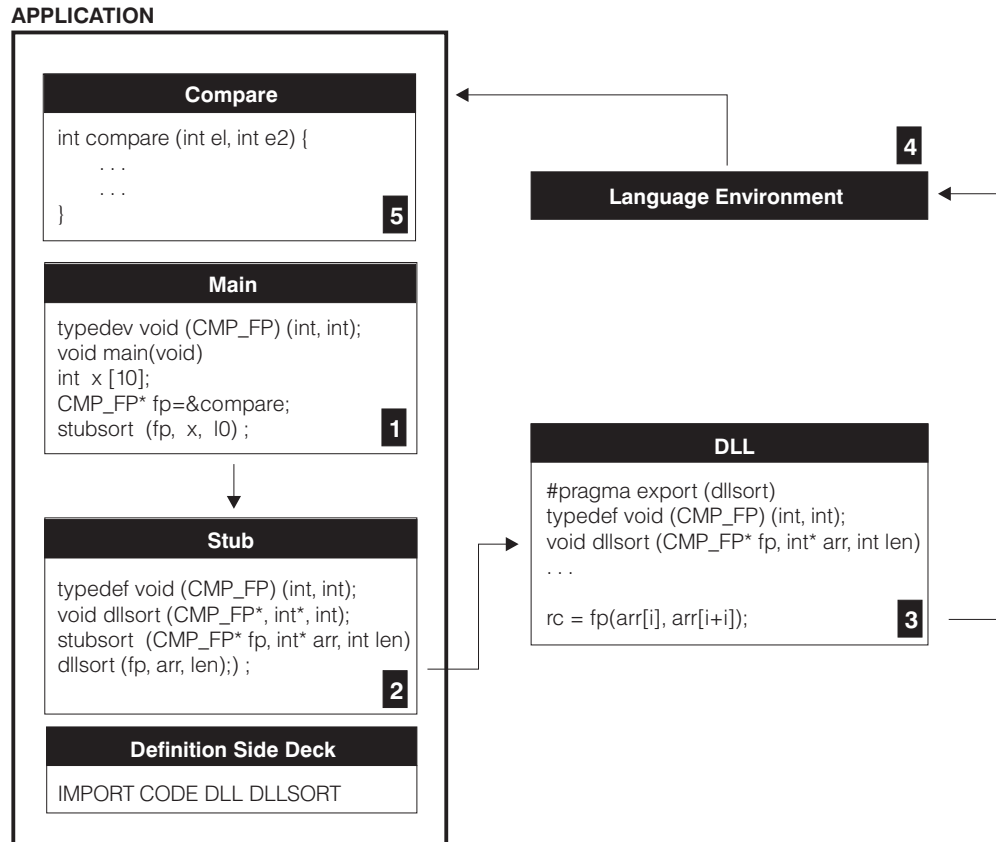 APPLICATION
Compare
int compare (int el, int e2) {
. . .
. . .
}
5
Main
typedev void (CMP_FP) (int, int);
void main(void)
int x [10];
CMP_FP* fp=&compare;
stubsort (fp, x, l0) ;
1
Stub
typedef void (CMP_FP) (int, int);
void dllsort (CMP_FP*, int*, int);
stubsort (CMP_FP* fp, int* arr, int len)
dllsort (fp, arr, len);) ;
2
Definition Side Deck
IMPORT CODE DLL DLLSORT
4
Language Environment
DLL
#pragma export (dllsort)
typedef void (CMP_FP) (int, int);
void dllsort (CMP_FP* fp, int* arr, int len)
. . .
rc = fp(arr[i], arr[i+i]);
3